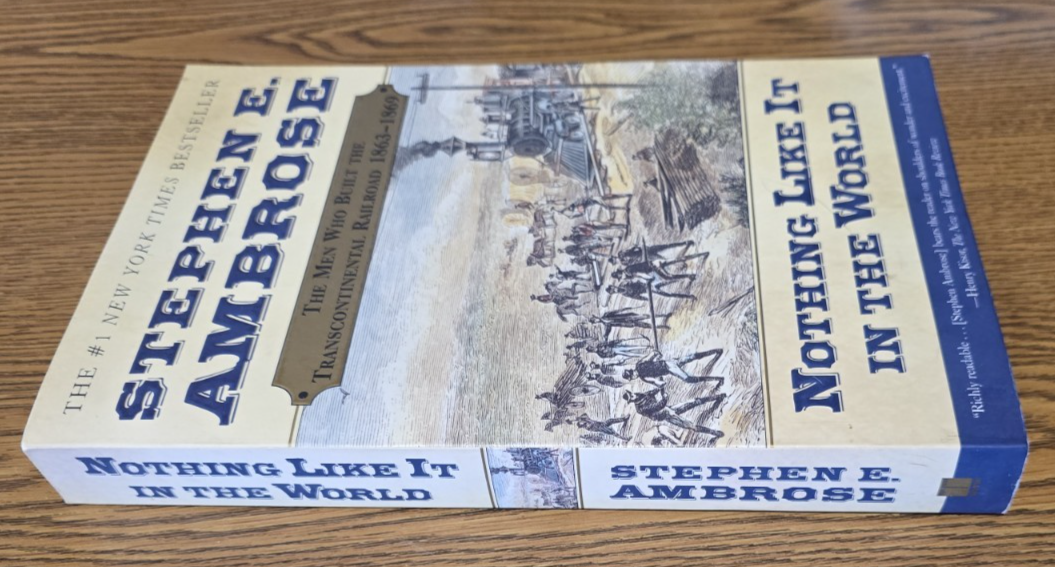 THE #1 NEW YORK TIMES BESTSELLER
STEPHEN E.
AMBROSE
THE MEN WHO BUILT THE
TRANSCONTINENTAL RAILROAD 1863–1869
NOTHING LIKE IT
IN THE WORLD
"Richly readable . . . [Stephen Ambrose] bears the reader on shoulders of wonder and excitement."
—Henry Kisor, The New York Times Book Review
NOTHING LIKE IT
IN THE WORLD
STEPHEN E.
AMBROSE